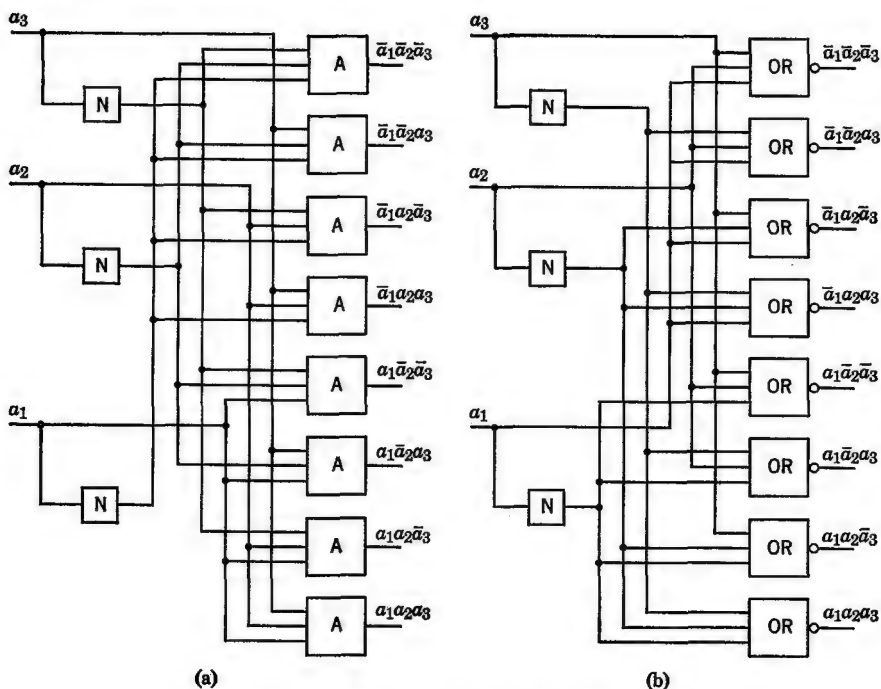 a₃
N
a₂
N
a₁
N
A
ā₁ā₂ā₃
A
ā₁ā₂a₃
A
ā₁a₂ā₃
A
ā₁a₂a₃
A
a₁ā₂ā₃
A
a₁ā₂a₃
A
a₁a₂ā₃
A
a₁a₂a₃
(a)
a₃
N
a₂
N
a₁
N
OR
ā₁ā₂ā₃
OR
ā₁ā₂a₃
OR
ā₁a₂ā₃
OR
ā₁a₂a₃
OR
a₁ā₂ā₃
OR
a₁ā₂a₃
OR
a₁a₂ā₃
OR
a₁a₂a₃
(b)